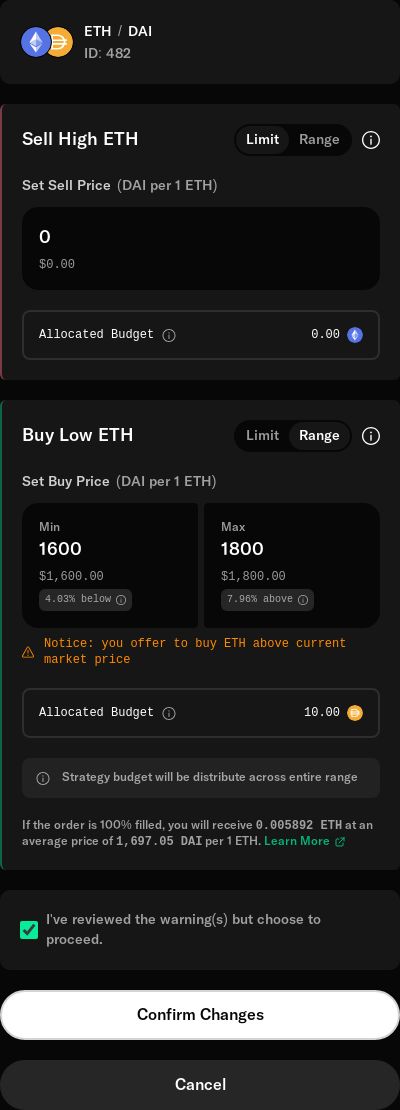 ETH / DAI
ID: 482
Sell High ETH
Limit Range
Set Sell Price (DAI per 1 ETH)
0
$0.00
Allocated Budget 0.00
Buy Low ETH
Limit Range
Set Buy Price (DAI per 1 ETH)
Min Max
1600 1800
$1,600.00 $1,800.00
4.03% below 7.96% above
Notice: you offer to buy ETH above current
market price
Allocated Budget 10.00
Strategy budget will be distribute across entire range
If the order is 100% filled, you will receive 0.005892 ETH at an
average price of 1,697.05 DAI per 1 ETH. Learn More
I've reviewed the warning(s) but choose to
proceed.
Confirm Changes
Cancel